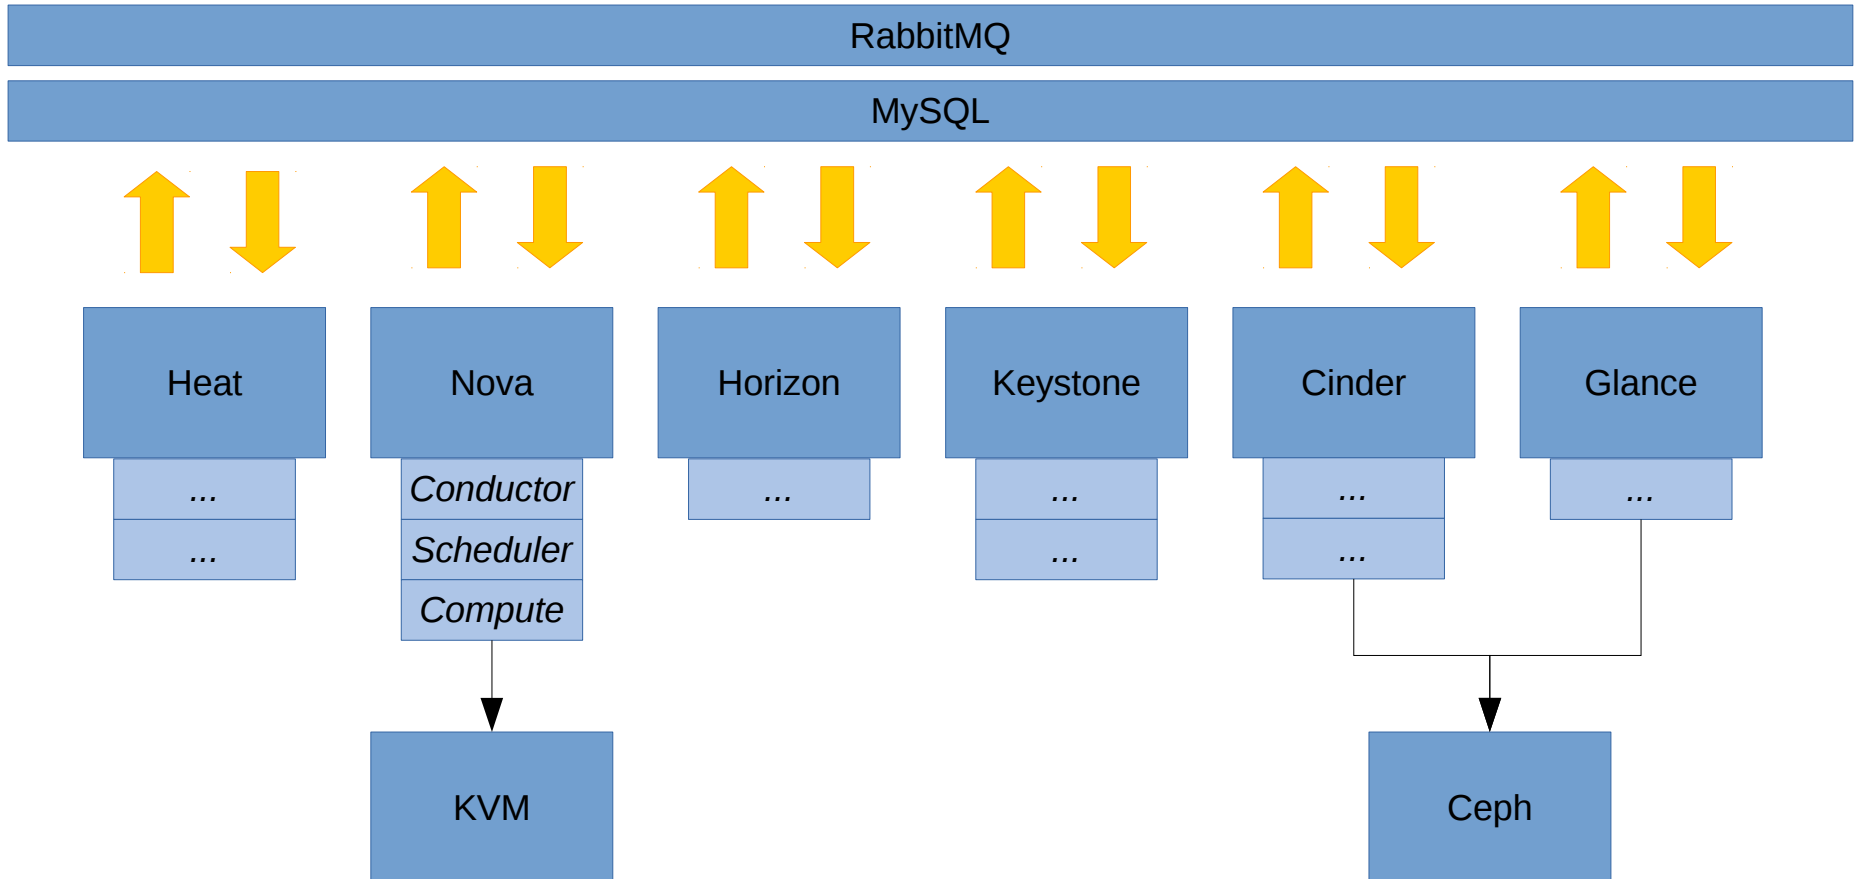 RabbitMQ
MySQL
Heat
Nova
Horizon
Keystone
Cinder
Glance
...
Conductor
...
...
...
...
...
Scheduler
...
...
Compute
KVM
Ceph